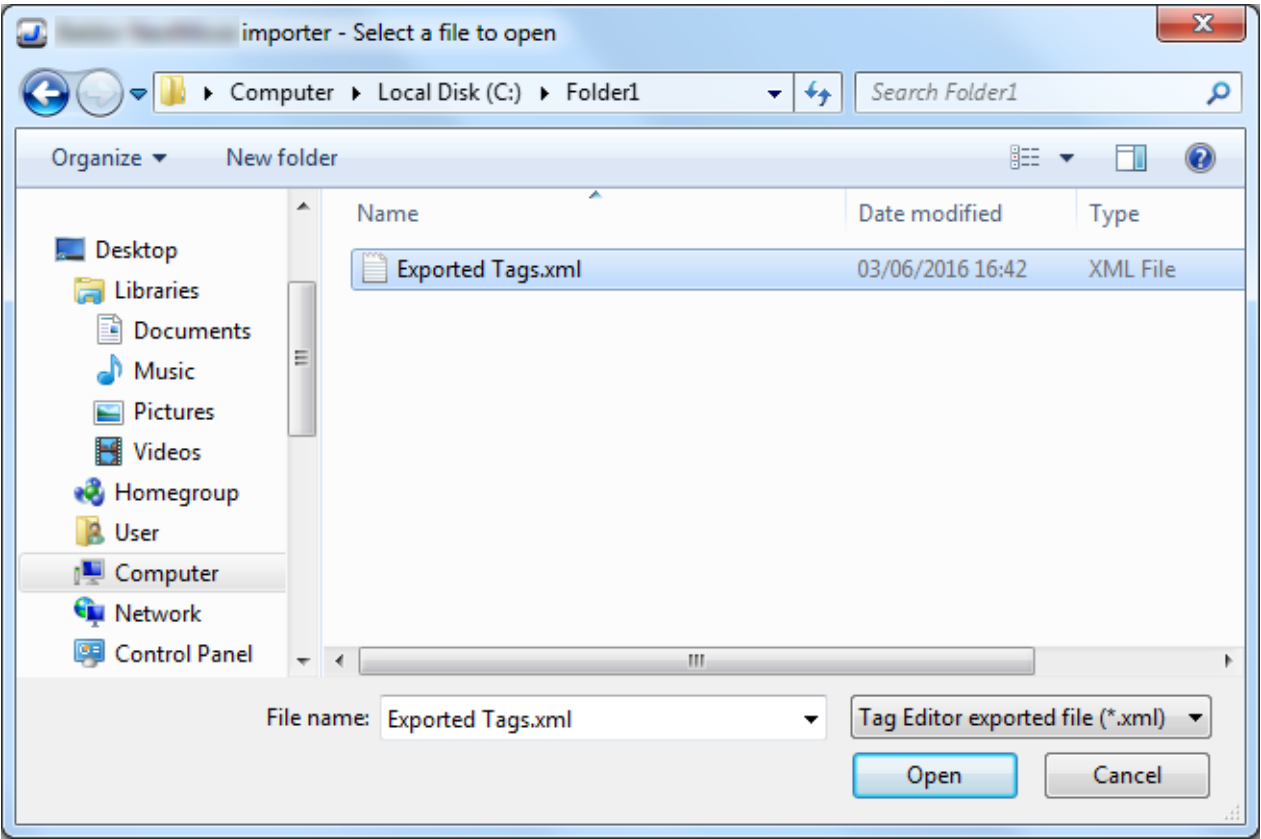 importer - Select a file to open
Computer Local Disk (C:) Folder1 Search Folder1
Organize New folder
Name Date modified Type
Desktop
Exported Tags.xml 03/06/2016 16:42 XML File
Libraries
Documents
Music
Pictures
Videos
Homegroup
User
Computer
Network
Control Panel
File name: Exported Tags.xml Tag Editor exported file (*.xml)
Open Cancel